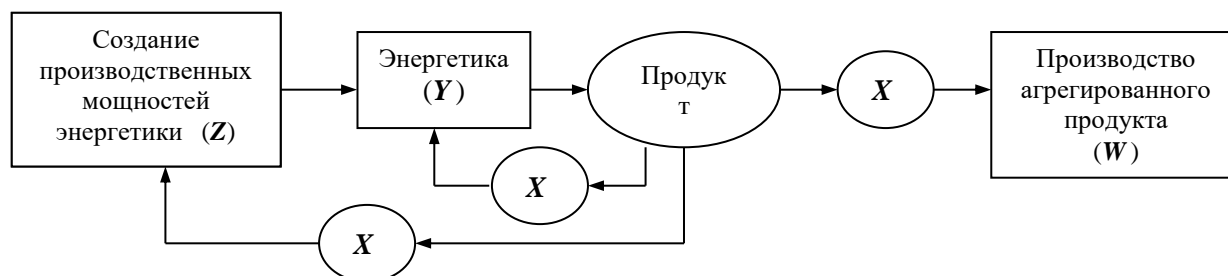 Создание
производственных
мощностей
энергетики (Z)
Энергетика
(Y)
Продук
т
X
Производство
агрегированного
продукта
(W)
X
X